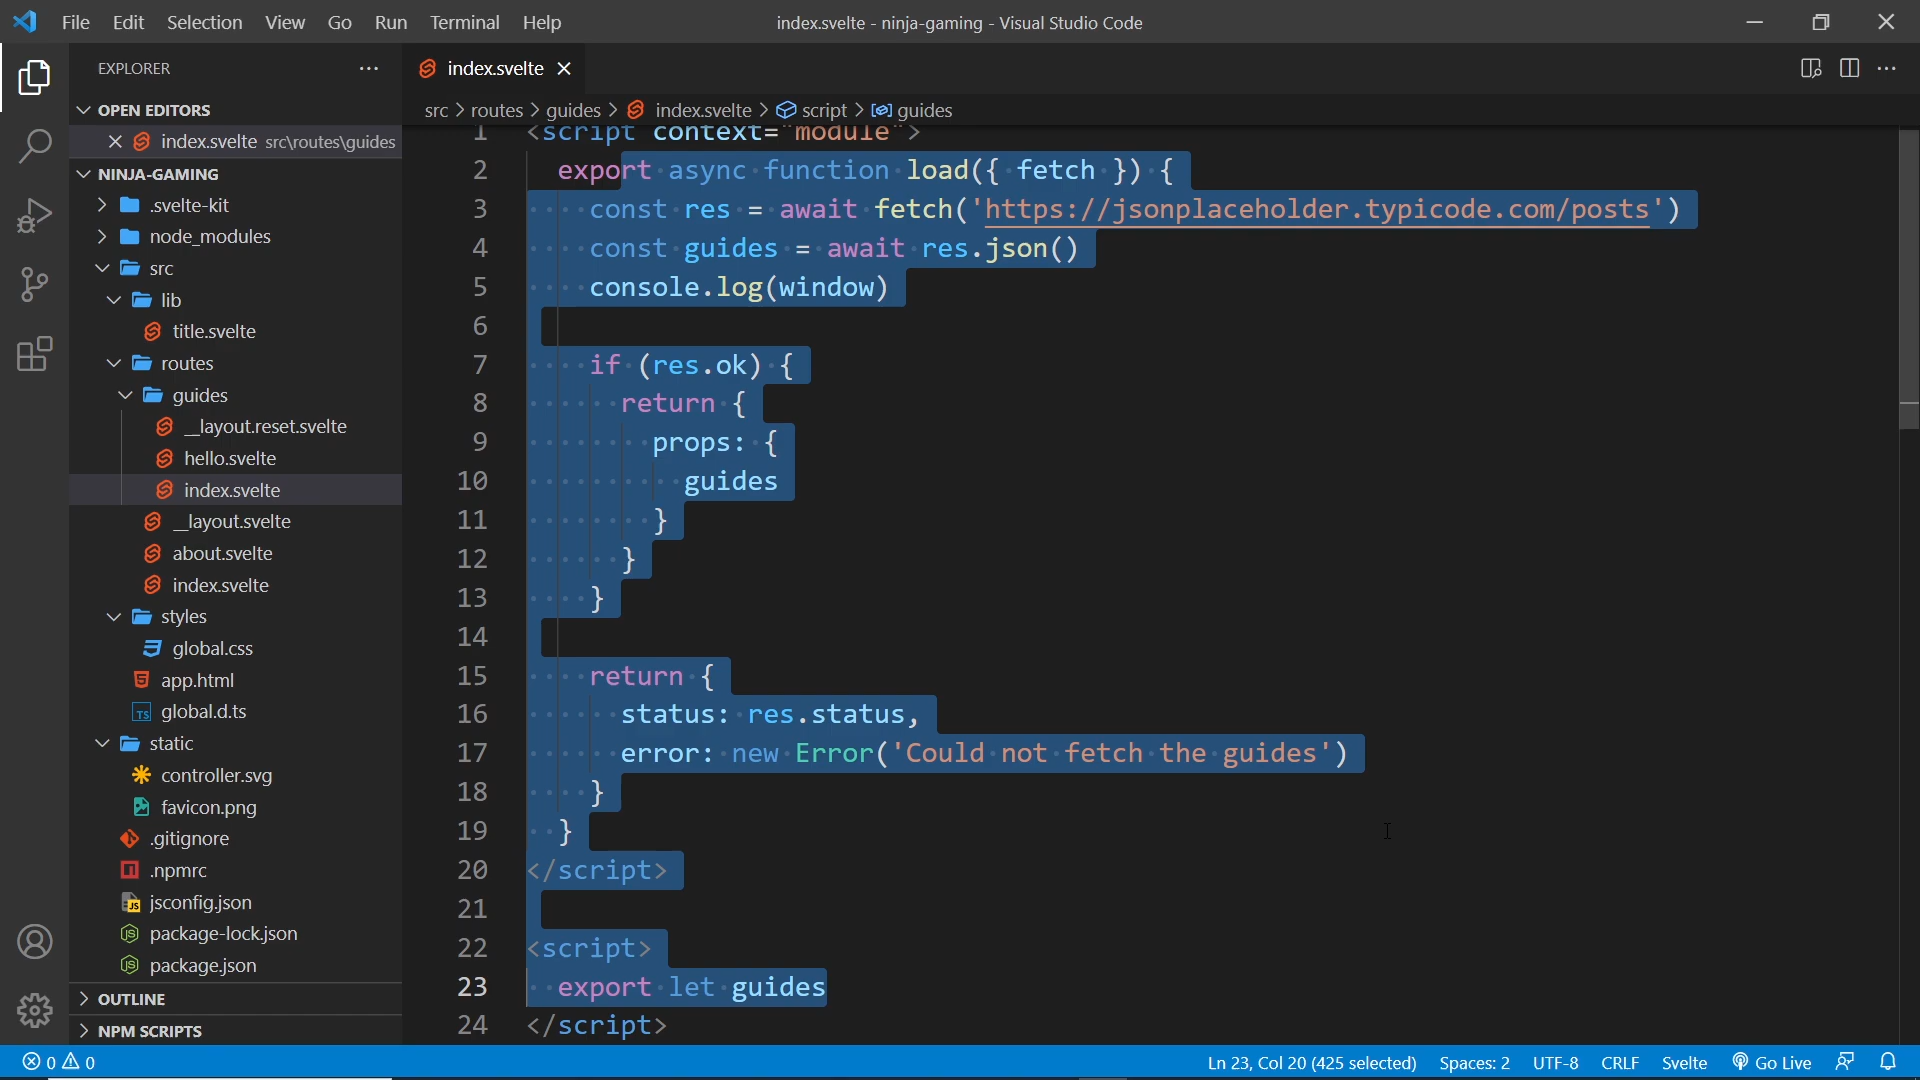 File Edit Selection View Go Run Terminal Help
index.svelte - ninja-gaming - Visual Studio Code
EXPLORER
index.svelte
OPEN EDITORS
src > routes > guides > index.svelte > script > guides
index.svelte src\routes\guides
NINJA-GAMING
.svelte-kit
node_modules
src
lib
title.svelte
routes
guides
__layout.reset.svelte
hello.svelte
index.svelte
__layout.svelte
about.svelte
index.svelte
styles
global.css
app.html
global.d.ts
static
controller.svg
favicon.png
.gitignore
.npmrc
jsconfig.json
package-lock.json
package.json
OUTLINE
NPM SCRIPTS
1 <script context="module">
2 export async function load({ fetch }) {
3 const res = await fetch('https://jsonplaceholder.typicode.com/posts')
4 const guides = await res.json()
5 console.log(window)
6
7 if (res.ok) {
8 return {
9 props: {
10 guides
11 }
12 }
13 }
14
15 return {
16 status: res.status,
17 error: new Error('Could not fetch the guides')
18 }
19 }
20 </script>
21
22 <script>
23 export let guides
24 </script>
0 0
Ln 23, Col 20 (425 selected) Spaces: 2 UTF-8 CRLF Svelte Go Live